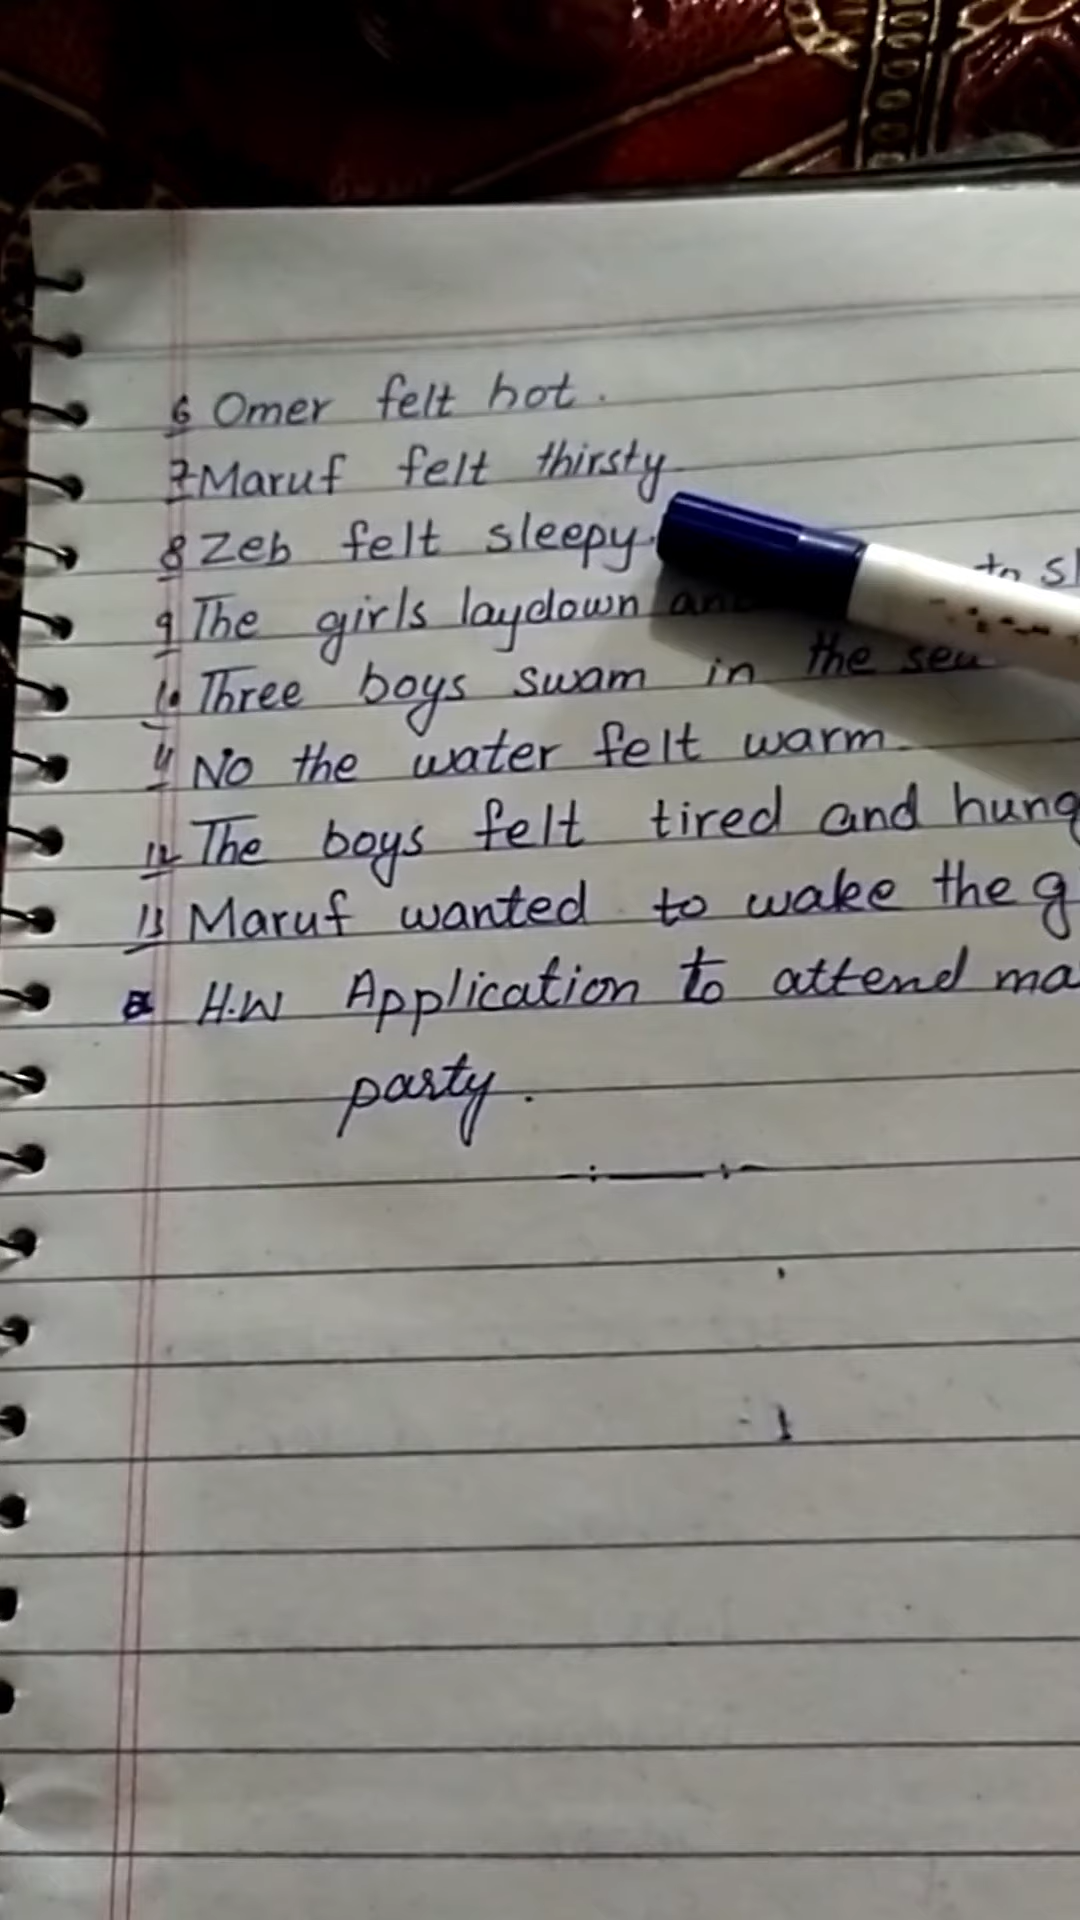 6 Omer felt hot.
7 Maruf felt thirsty
8 Zeb felt sleepy.
9 The girls laydown to
10 Three boys swam in the sea
11 No the water felt warm.
12 The boys felt tired and
13 Maruf wanted to wake the
H.W Application to attend
party.